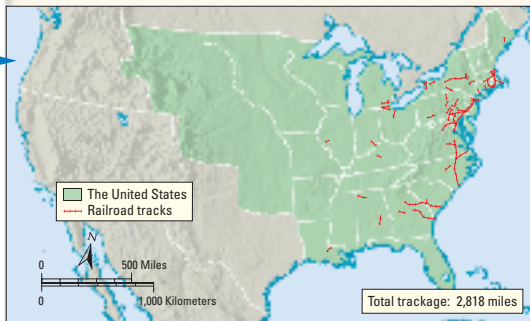 The United States
Railroad tracks
N
0 500 Miles
0 1,000 Kilometers
Total trackage: 2,818 miles